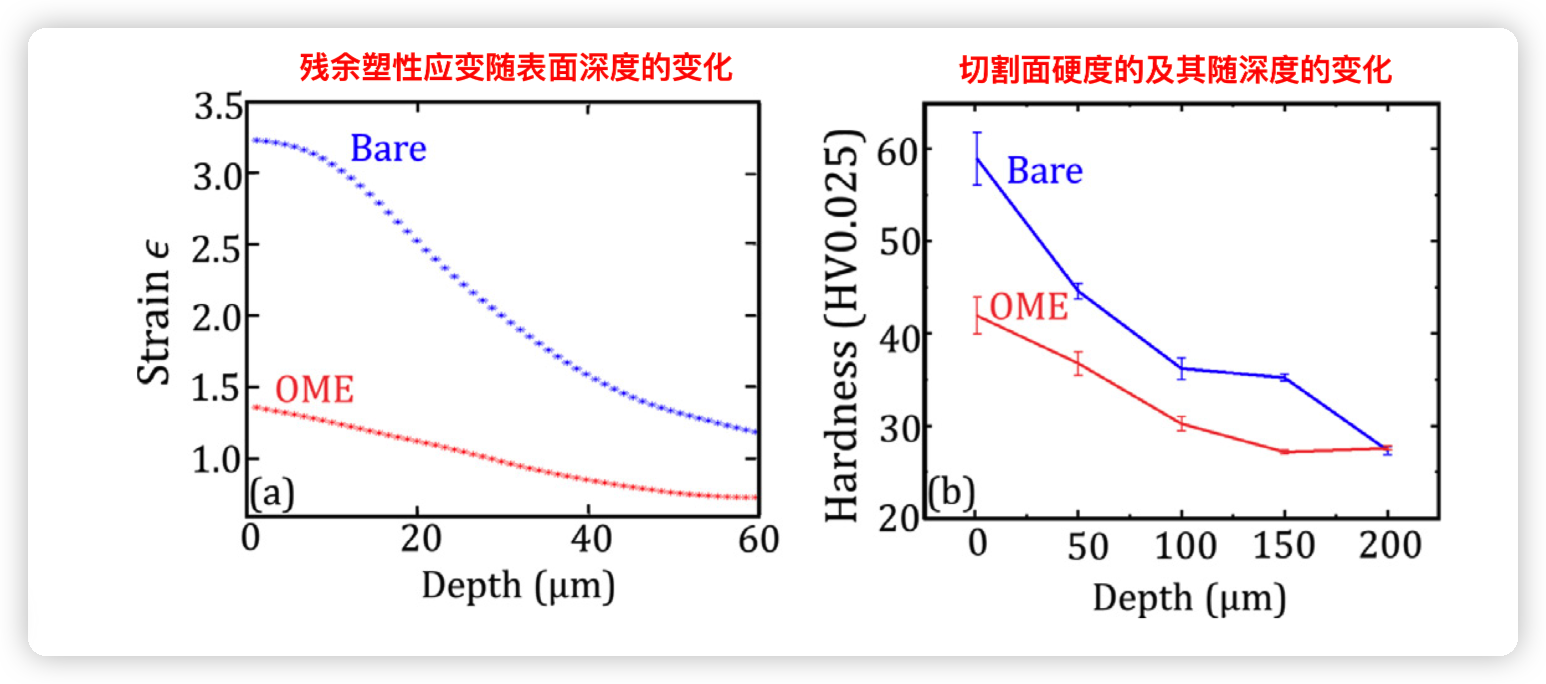 残余塑性应变随表面深度的变化
3.5
3.0
2.5
2.0
1.5
1.0
Strain ϵ
Bare
OME
(a)
0 20 40 60
Depth (μm)
切割面硬度的及其随深度的变化
60
50
40
30
20
Hardness (HV0.025)
Bare
OME
(b)
0 50 100 150 200
Depth (μm)